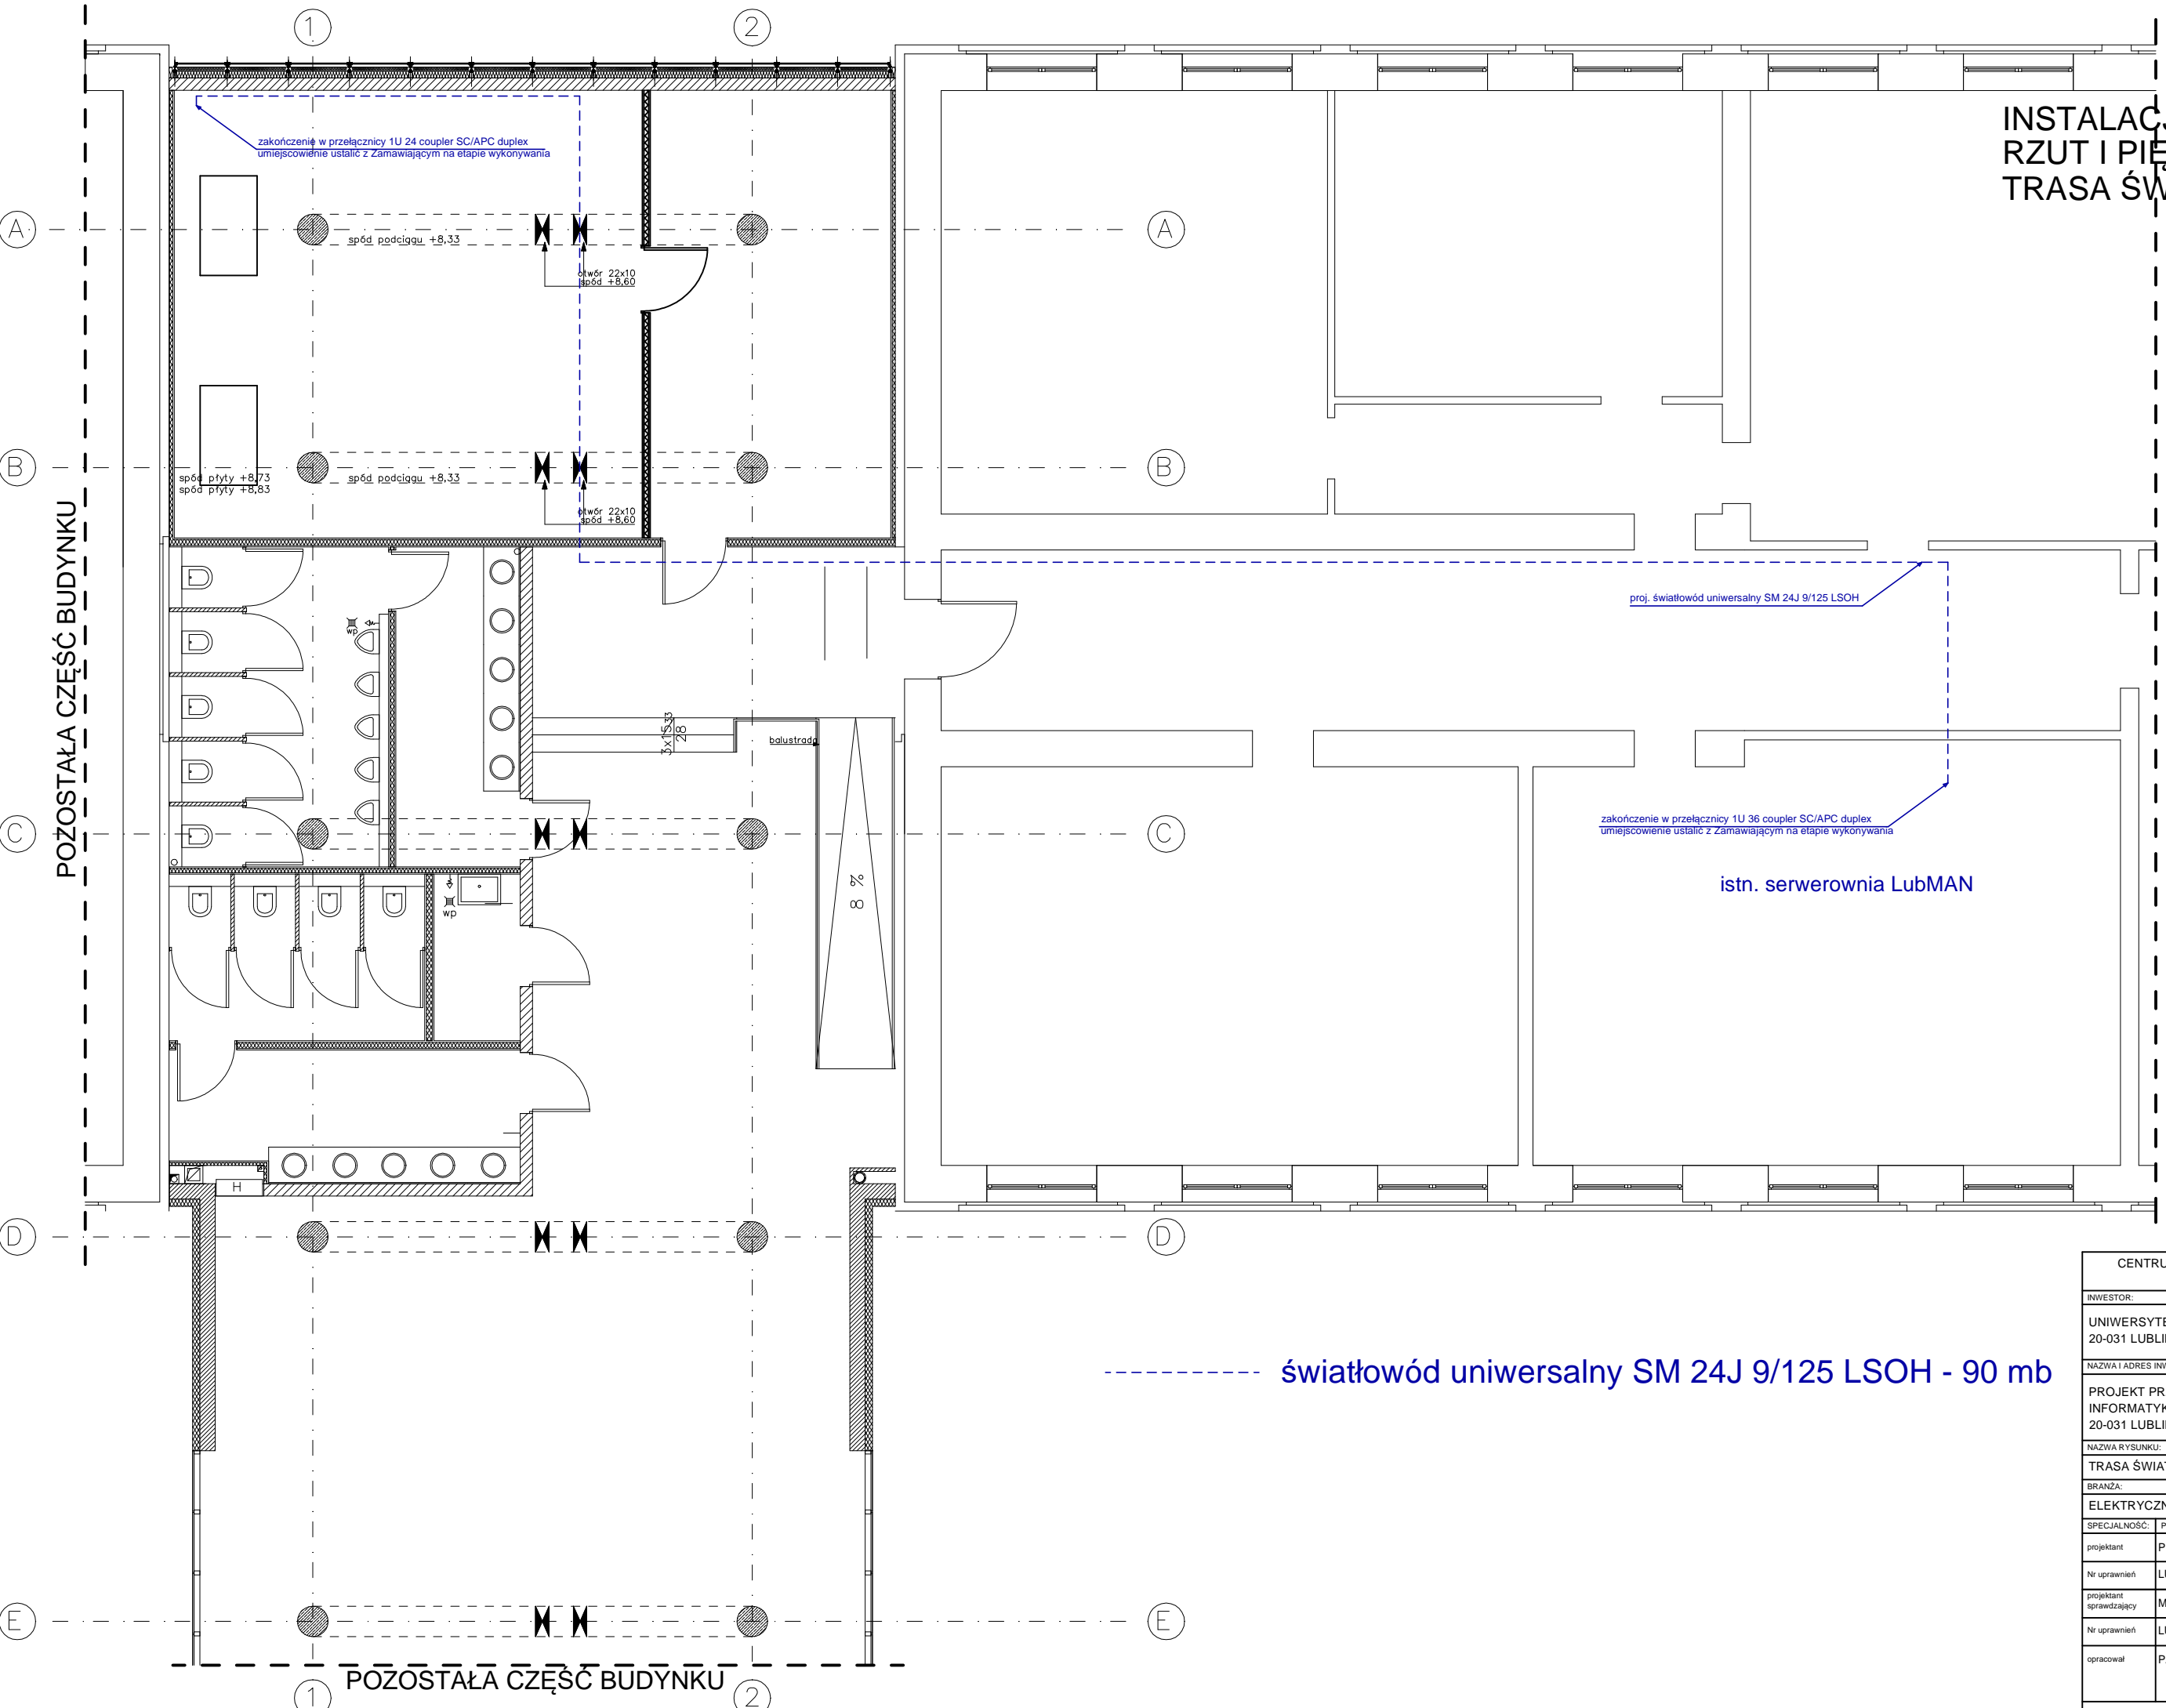 1
2
INSTALACJ
RZUT I PIĘ
TRASA ŚW
zakończenie w przełącznicy 1U 24 coupler SC/APC duplex
umiejscowienie ustalić z Zamawiającym na etapie wykonywania
A
spód podciągu +8,33
A
otwór 22x10
spód +8,60
B
spód płyty +8,73
spód płyty +8,83
spód podciągu +8,33
B
otwór 22x10
spód +8,60
POZOSTAŁA CZĘŚĆ BUDYNKU
proj. światłowód uniwersalny SM 24J 9/125 LSOH
wp
3x15,33
28
balustrada
C
C
zakończenie w przełącznicy 1U 36 coupler SC/APC duplex
umiejscowienie ustalić z Zamawiającym na etapie wykonywania
istn. serwerownia LubMAN
8 %
wp
H
D
D
światłowód uniwersalny SM 24J 9/125 LSOH - 90 mb
E
E
POZOSTAŁA CZĘŚĆ BUDYNKU
1
2
CENTRU
INWESTOR:
UNIWERSYTE
20-031 LUBLI
NAZWA I ADRES INW
PROJEKT PR
INFORMATYK
20-031 LUBLI
NAZWA RYSUNKU:
TRASA ŚWIAT
BRANŻA:
ELEKTRYCZN
SPECJALNOŚĆ: P
projektant P
Nr uprawnień LU
projektant
sprawdzający M
Nr uprawnień LU
opracował P